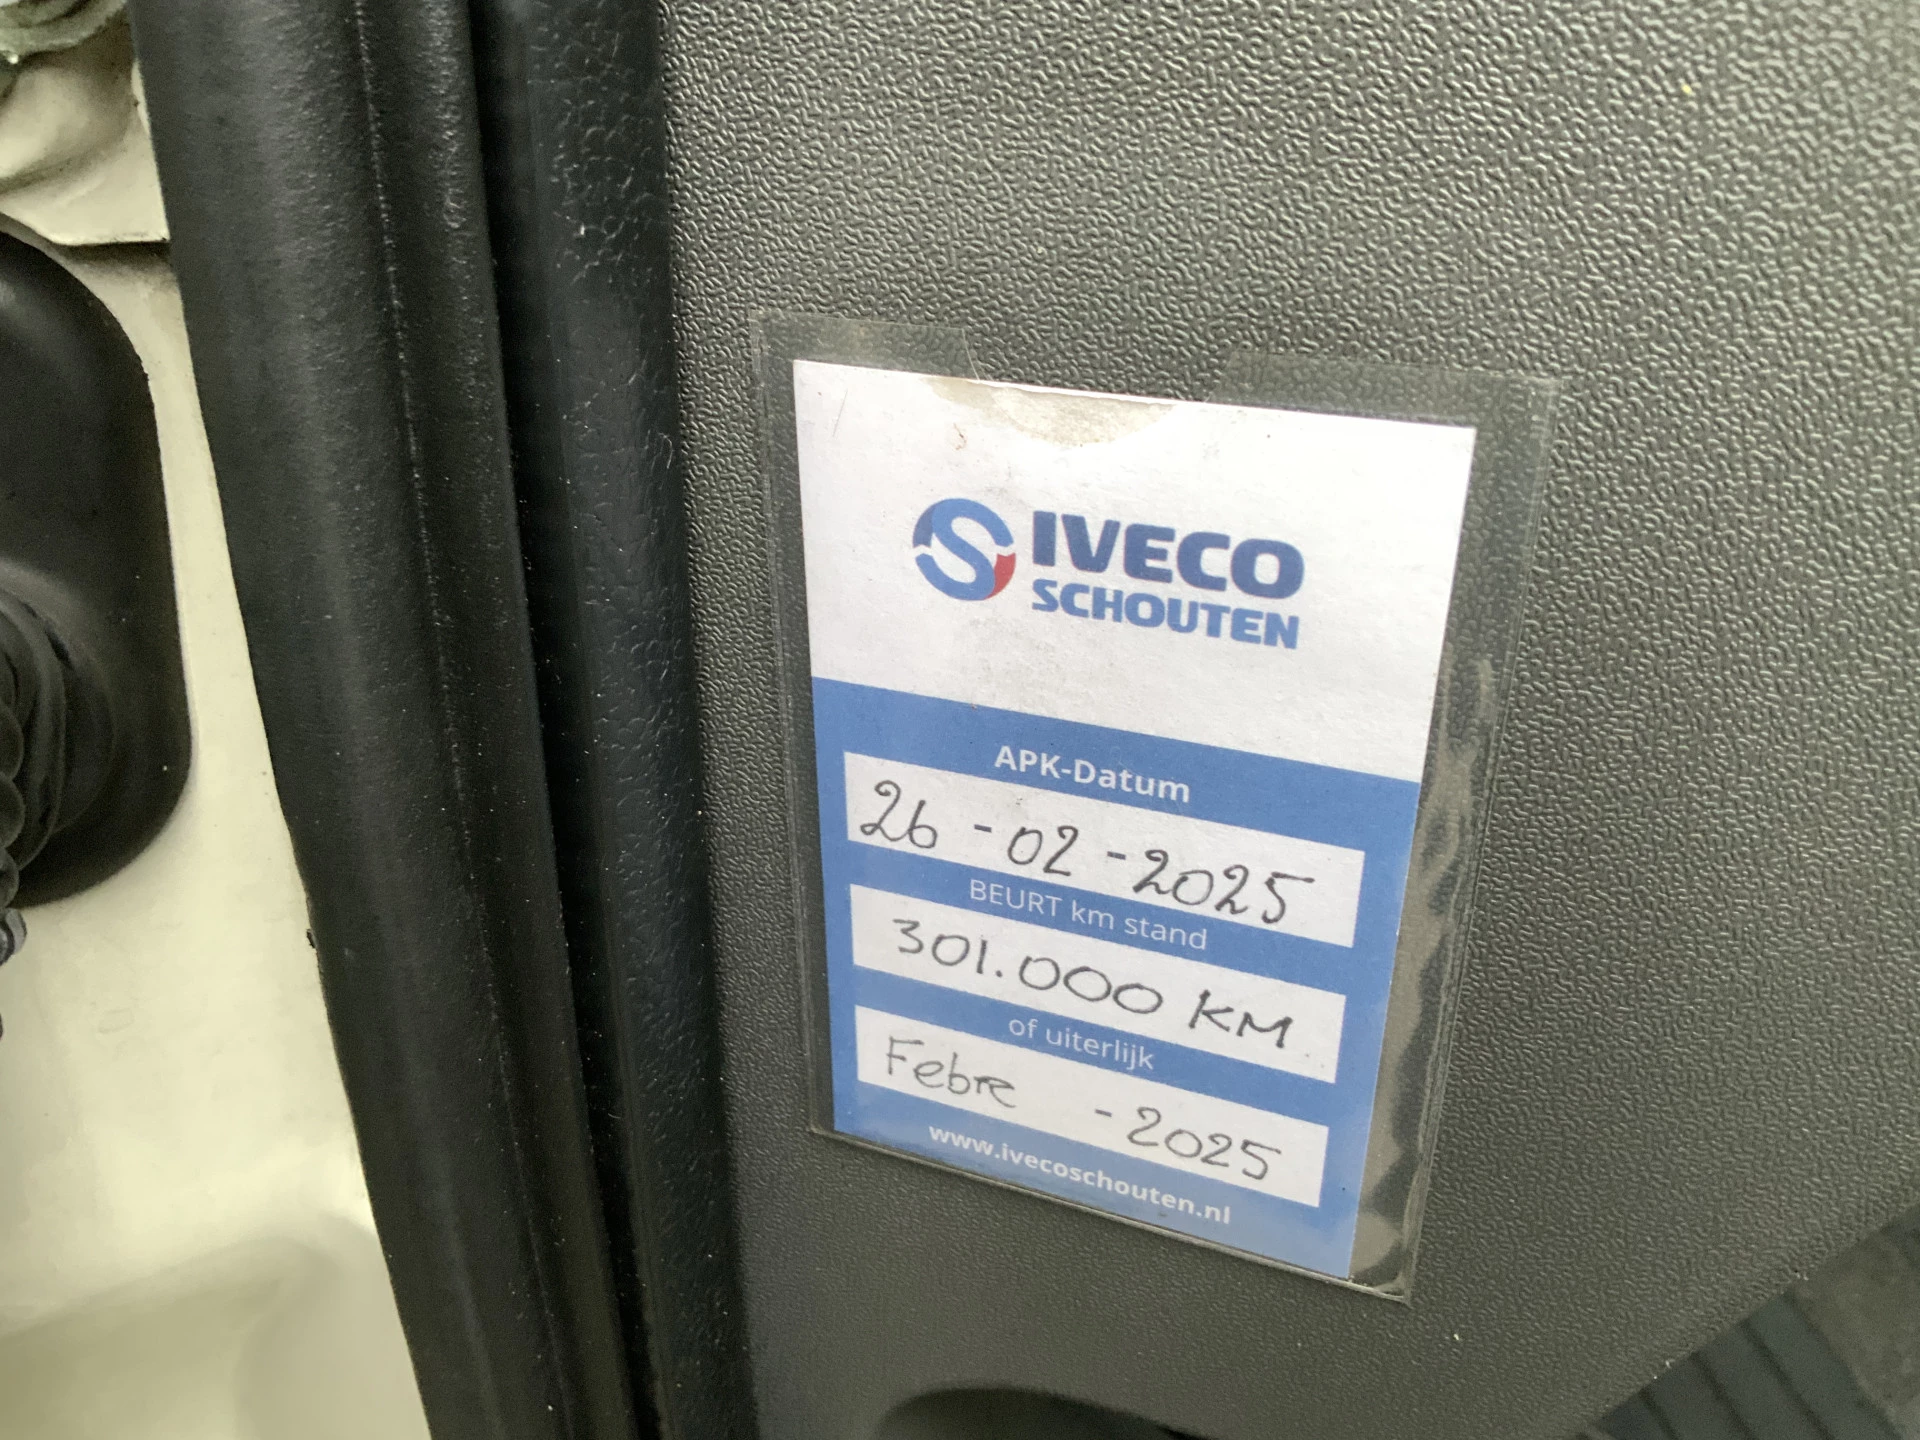 IVECO
SCHOUTEN
APK-Datum
26-02-2025
BEURT km stand
301.000 KM
of uiterlijk
Febre - 2025
www.ivecoschouten.nl